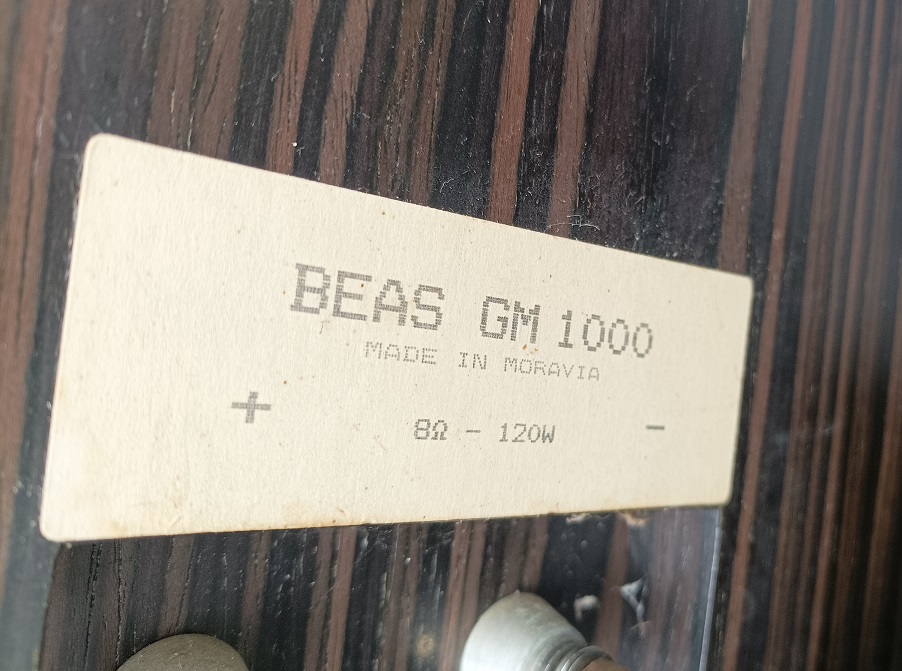 BEAS GM 1000
MADE IN MORAVIA
+ 8Ω - 120W -